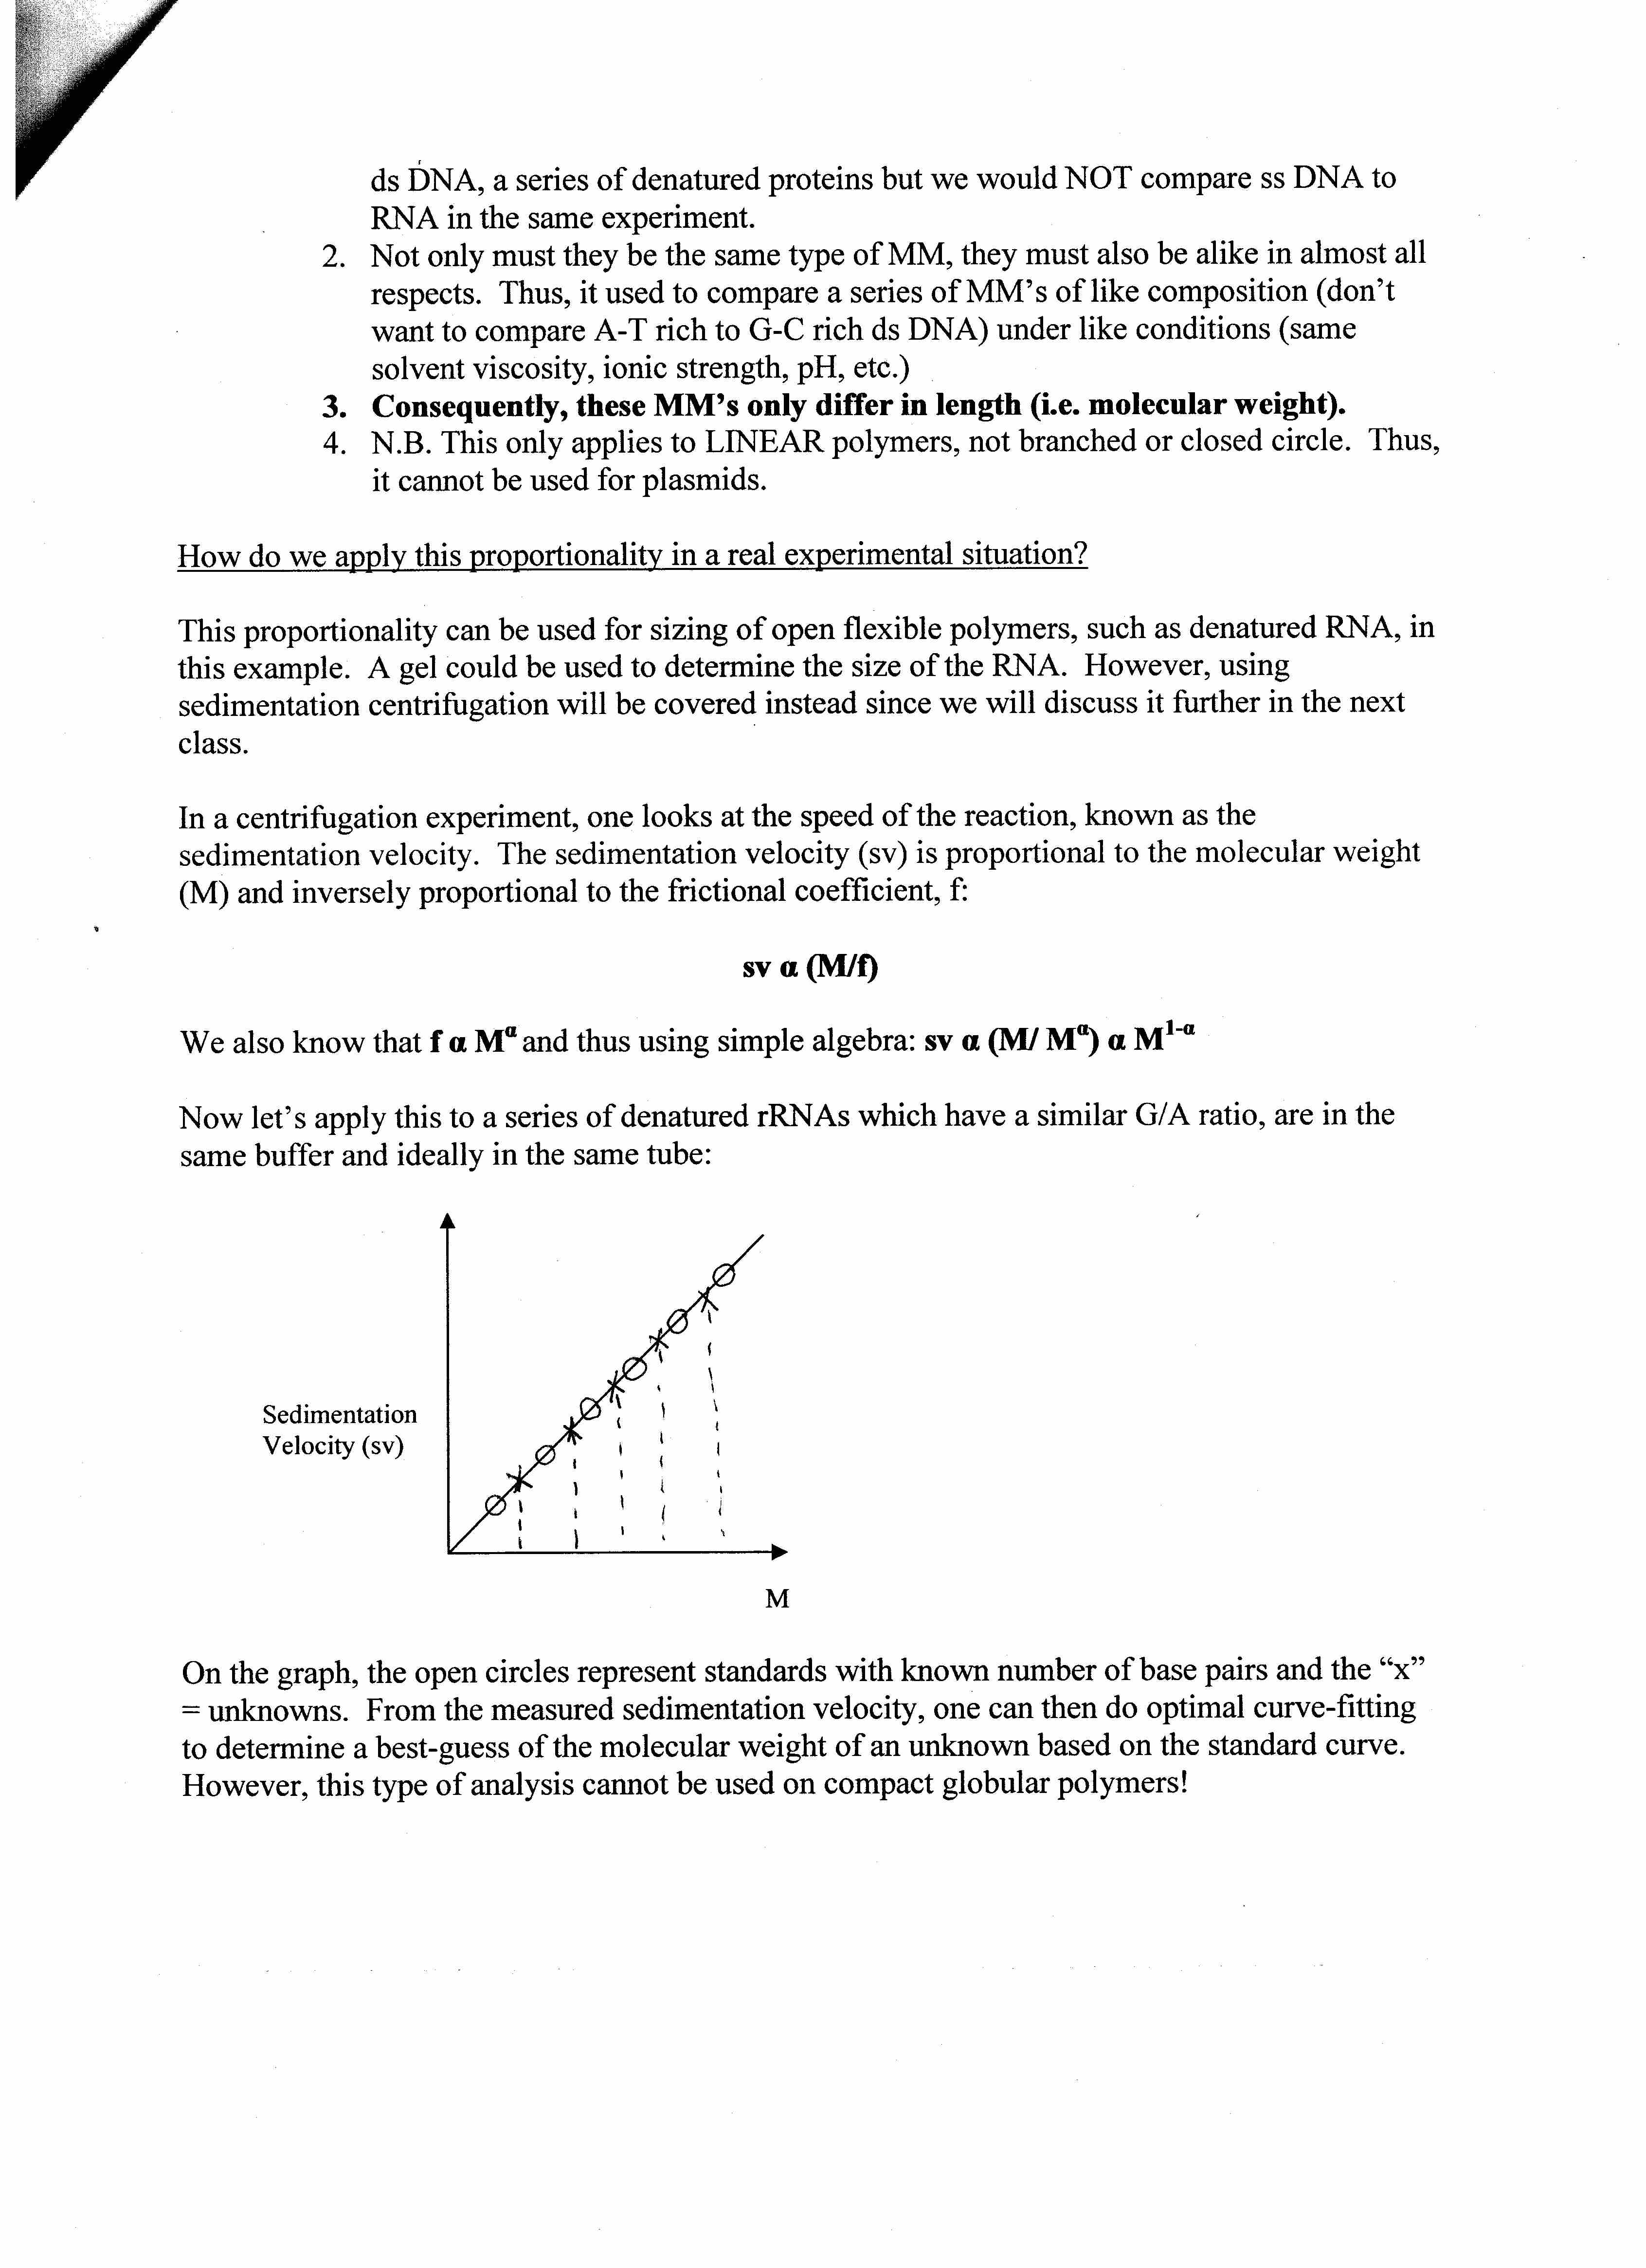 ds DNA, a series of denatured proteins but we would NOT compare ss DNA to
RNA in the same experiment.
2. Not only must they be the same type of MM, they must also be alike in almost all
respects. Thus, it used to compare a series of MM's of like composition (don't
want to compare A-T rich to G-C rich ds DNA) under like conditions (same
solvent viscosity, ionic strength, pH, etc.)
3. Consequently, these MM's only differ in length (i.e. molecular weight).
4. N.B. This only applies to LINEAR polymers, not branched or closed circle. Thus,
it cannot be used for plasmids.
How do we apply this proportionality in a real experimental situation?
This proportionality can be used for sizing of open flexible polymers, such as denatured RNA, in
this example. A gel could be used to determine the size of the RNA. However, using
sedimentation centrifugation will be covered instead since we will discuss it further in the next
class.
In a centrifugation experiment, one looks at the speed of the reaction, known as the
sedimentation velocity. The sedimentation velocity (sv) is proportional to the molecular weight
(M) and inversely proportional to the frictional coefficient, f:
sv α (M/f)
We also know that f α M^α and thus using simple algebra: sv α (M/ M^α) α M^1-α
Now let's apply this to a series of denatured rRNAs which have a similar G/A ratio, are in the
same buffer and ideally in the same tube:
Sedimentation
Velocity (sv)
M
On the graph, the open circles represent standards with known number of base pairs and the “x”
= unknowns. From the measured sedimentation velocity, one can then do optimal curve-fitting
to determine a best-guess of the molecular weight of an unknown based on the standard curve.
However, this type of analysis cannot be used on compact globular polymers!